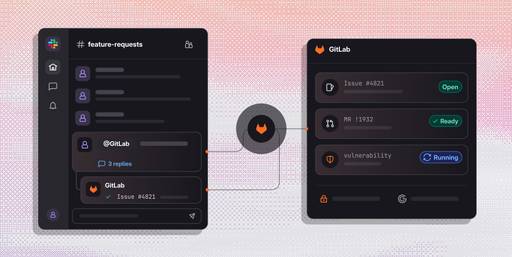 # feature-requests
@GitLab
3 replies
GitLab
✓ Issue #4821
GitLab
Issue #4821
Open
MR !1932
✓ Ready
vulnerability
Running